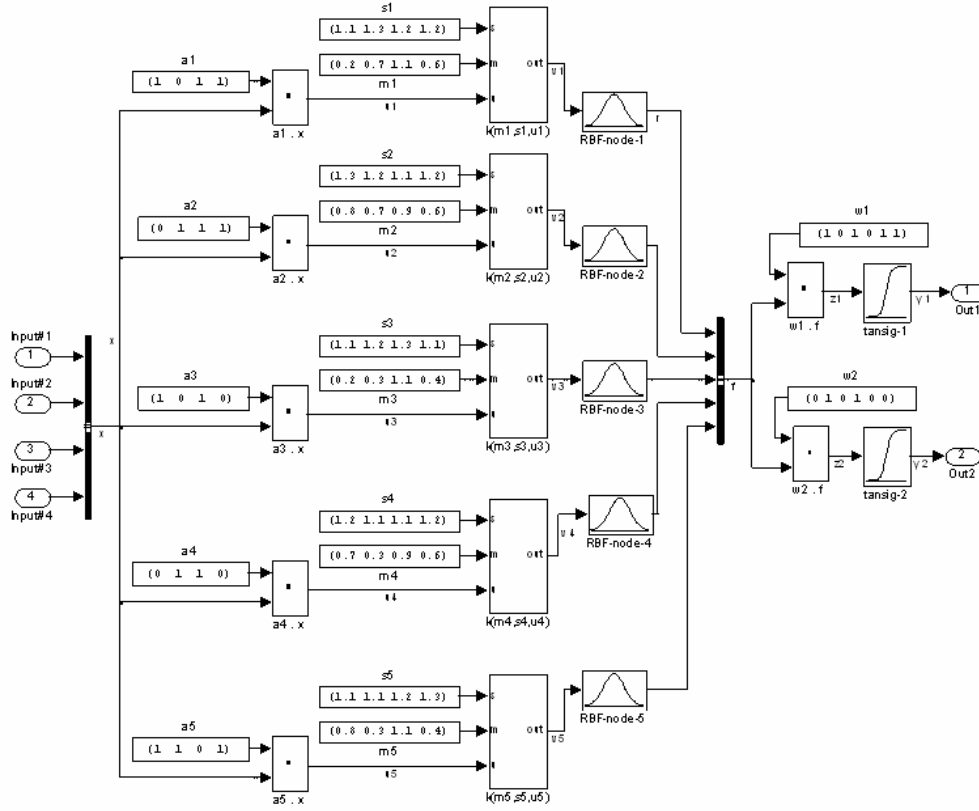 s1
(1.1 1.3 1.2 1.2)
s
a1
(0.2 0.7 1.1 0.6)
m
out
v1
(1 0 1 1)
m1
u1
u
RBF-node-1
r
a1 . x
k(m1,s1,u1)
s2
(1.3 1.2 1.1 1.2)
s
a2
(0.8 0.7 0.9 0.6)
m
out
v2
(0 1 1 1)
m2
u2
u
RBF-node-2
a2 . x
k(m2,s2,u2)
w1
(1 0 1 0 1 1)
z1
y1
1
Out1
w1 . f
tansig-1
s3
(1.1 1.2 1.3 1.1)
s
Input#1
1
x
a3
(0.2 0.3 1.1 0.4)
m
out
v3
f
Input#2
2
(1 0 1 0)
m3
u3
u
RBF-node-3
w2
(0 1 0 1 0 0)
x
a3 . x
k(m3,s3,u3)
3
Input#3
z2
y2
2
Out2
w2 . f
tansig-2
4
Input#4
s4
(1.2 1.1 1.1 1.2)
s
a4
(0.7 0.3 0.9 0.6)
m
out
v4
RBF-node-4
(0 1 1 0)
m4
u4
u
a4 . x
k(m4,s4,u4)
s5
(1.1 1.1 1.2 1.3)
s
a5
(0.8 0.3 1.1 0.4)
m
out
v5
RBF-node-5
(1 1 0 1)
m5
u5
u
a5 . x
k(m5,s5,u5)